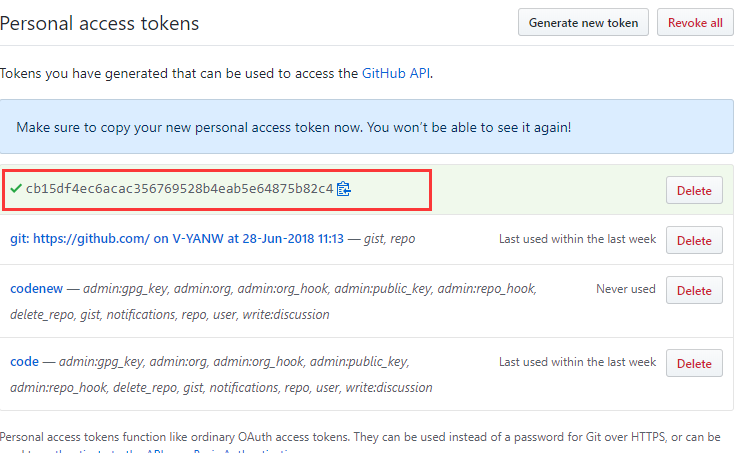 Personal access tokens
Generate new token
Revoke all
Tokens you have generated that can be used to access the GitHub API.
Make sure to copy your new personal access token now. You won’t be able to see it again!
cb15df4ec6acac356769528b4eab5e64875b82c4
Delete
git: https://github.com/ on V-YANW at 28-Jun-2018 11:13 — gist, repo
Last used within the last week
Delete
codenew — admin:gpg_key, admin:org, admin:org_hook, admin:public_key, admin:repo_hook,
delete_repo, gist, notifications, repo, user, write:discussion
Never used
Delete
code — admin:gpg_key, admin:org, admin:org_hook, admin:public_key,
admin:repo_hook, delete_repo, gist, notifications, repo, user, write:discussion
Last used within the last week
Delete
Personal access tokens function like ordinary OAuth access tokens. They can be used instead of a password for Git over HTTPS, or can be